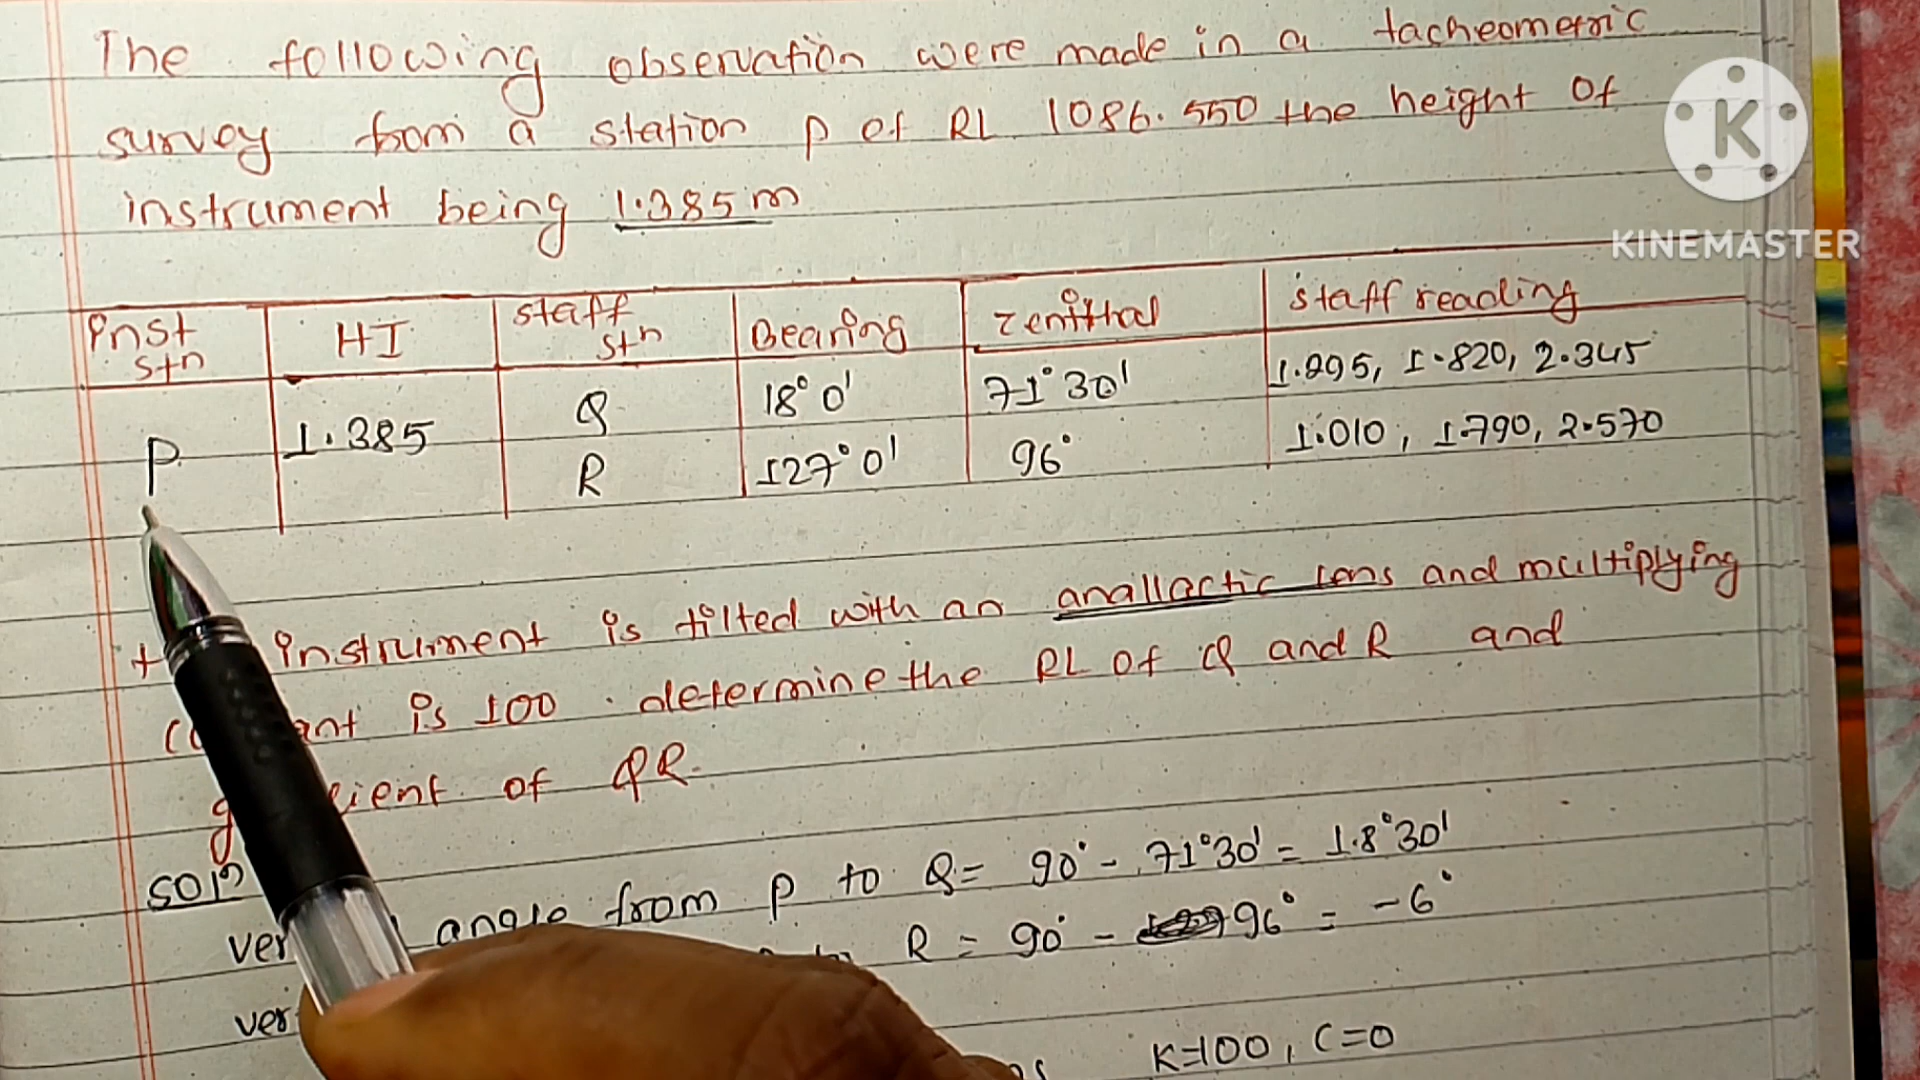 The following observation were made in a tacheometric
survey from a station P of RL 1086.550 the height of
instrument being 1.385m
K
KINEMASTER
inst stn HI staff stn Bearing zenithal staff reading
P 1.385 Q 18°0' 71°30' 1.295, 1.820, 2.345
R 127°0' 96° 1.010, 1.790, 2.570
instrument is tilted with an anallactic lens and multiplying
is 100. determine the RL of Q and R and
of QR.
Solⁿ
angle from P to Q = 90° - 71°30' = 18°30'
R = 90° - 96° = -6°
K=100, C=0